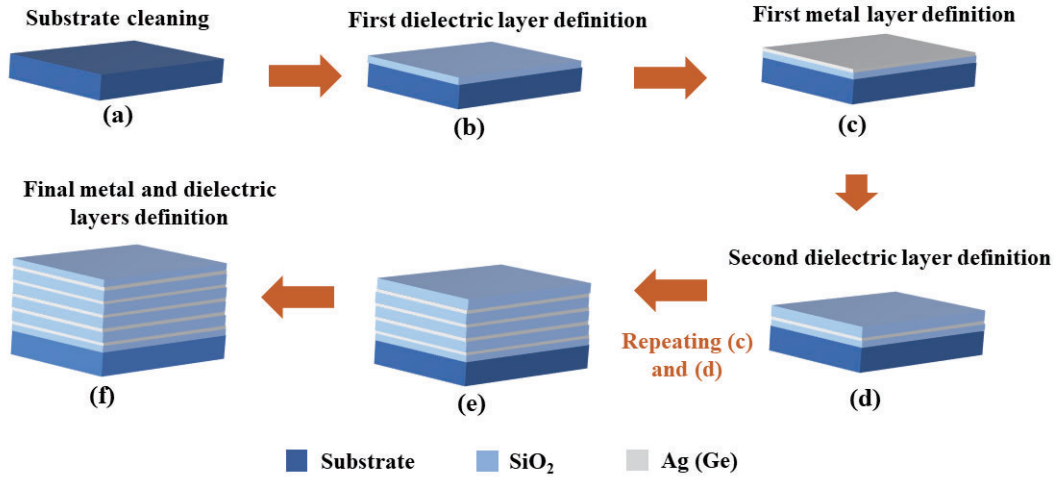 Substrate cleaning
(a)
First dielectric layer definition
(b)
First metal layer definition
(c)
Second dielectric layer definition
(d)
Repeating (c)
and (d)
(e)
Final metal and dielectric
layers definition
(f)
Substrate
SiO₂
Ag (Ge)